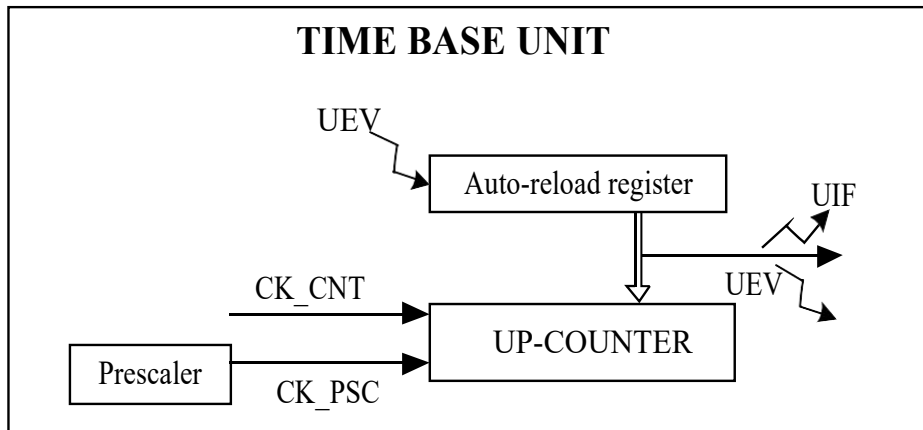 TIME BASE UNIT
UEV
Auto-reload register
UIF
UEV
CK_CNT
UP-COUNTER
Prescaler
CK_PSC